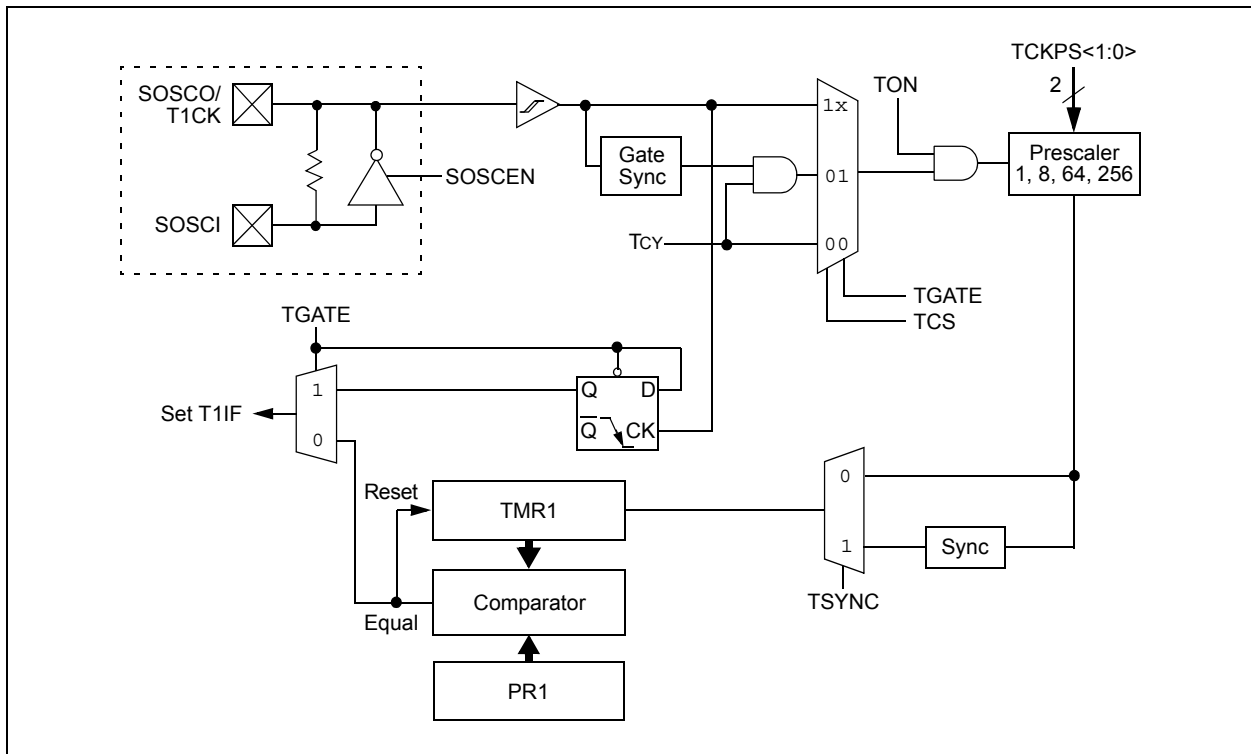 TCKPS<1:0>
SOSCO/
T1CK
TON
2
1x
Gate
Sync
Prescaler
1, 8, 64, 256
SOSCEN
01
SOSCI
TCY
00
TGATE
TCS
TGATE
1
Q
D
Set T1IF
Q
CK
0
0
Reset
TMR1
1
Sync
Comparator
TSYNC
Equal
PR1